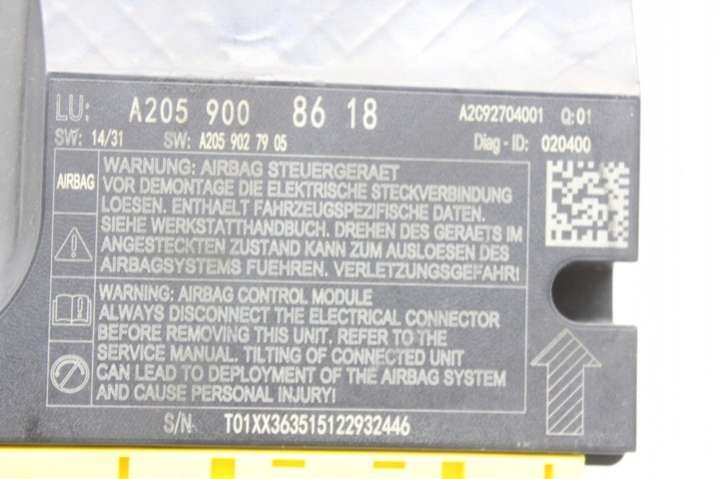 LU: A205 900 86 18 A2C92704001 Q:01
SW: 14/31 SW: A205 902 79 05 Diag-ID: 020400
AIRBAG
WARNUNG: AIRBAG STEUERGERAET
VOR DEMONTAGE DIE ELEKTRISCHE STECKVERBINDUNG
LOESEN. ENTHAELT FAHRZEUGSPEZIFISCHE DATEN.
SIEHE WERKSTATTHANDBUCH. DREHEN DES GERAETS IM
ANGESTECKTEN ZUSTAND KANN ZUM AUSLOESEN DES
AIRBAGSYSTEMS FUEHREN. VERLETZUNGSGEFAHR!
WARNING: AIRBAG CONTROL MODULE
ALWAYS DISCONNECT THE ELECTRICAL CONNECTOR
BEFORE REMOVING THIS UNIT. REFER TO THE
SERVICE MANUAL. TILTING OF CONNECTED UNIT
CAN LEAD TO DEPLOYMENT OF THE AIRBAG SYSTEM
AND CAUSE PERSONAL INJURY!
S/N T01XX363515122932446